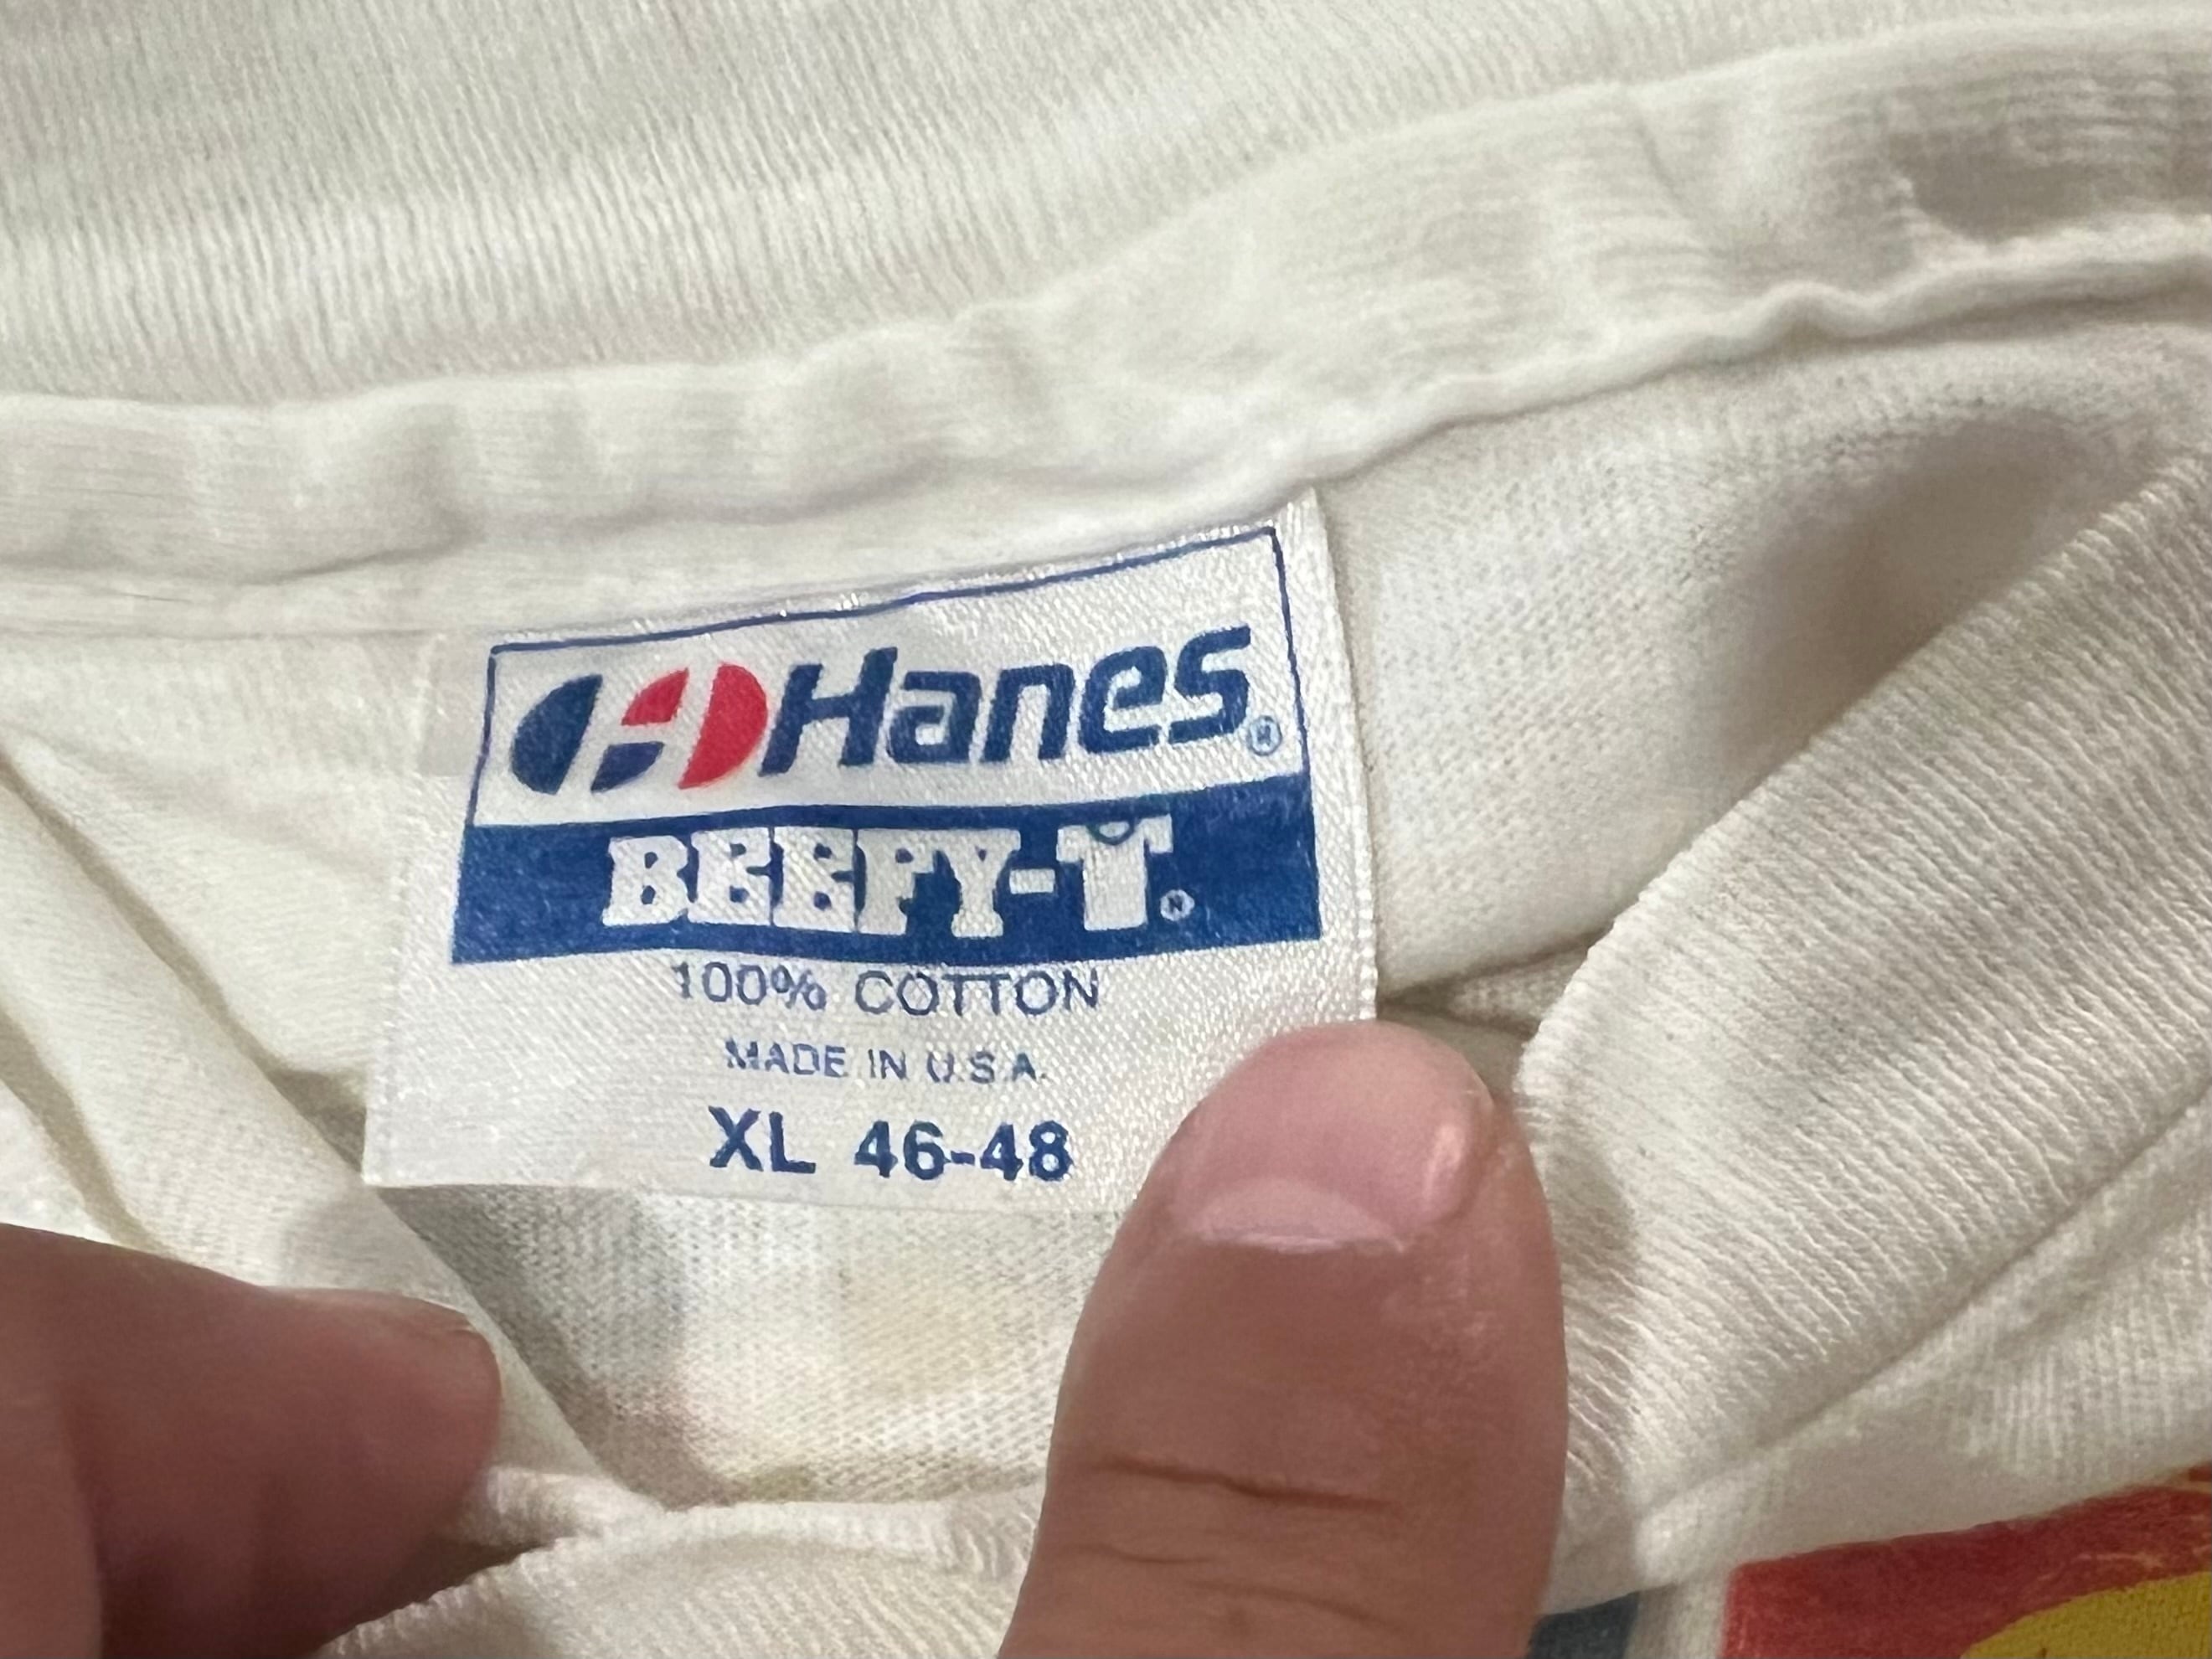 Hanes®
BEEFY-T®
100% COTTON
MADE IN U.S.A.
XL 46-48